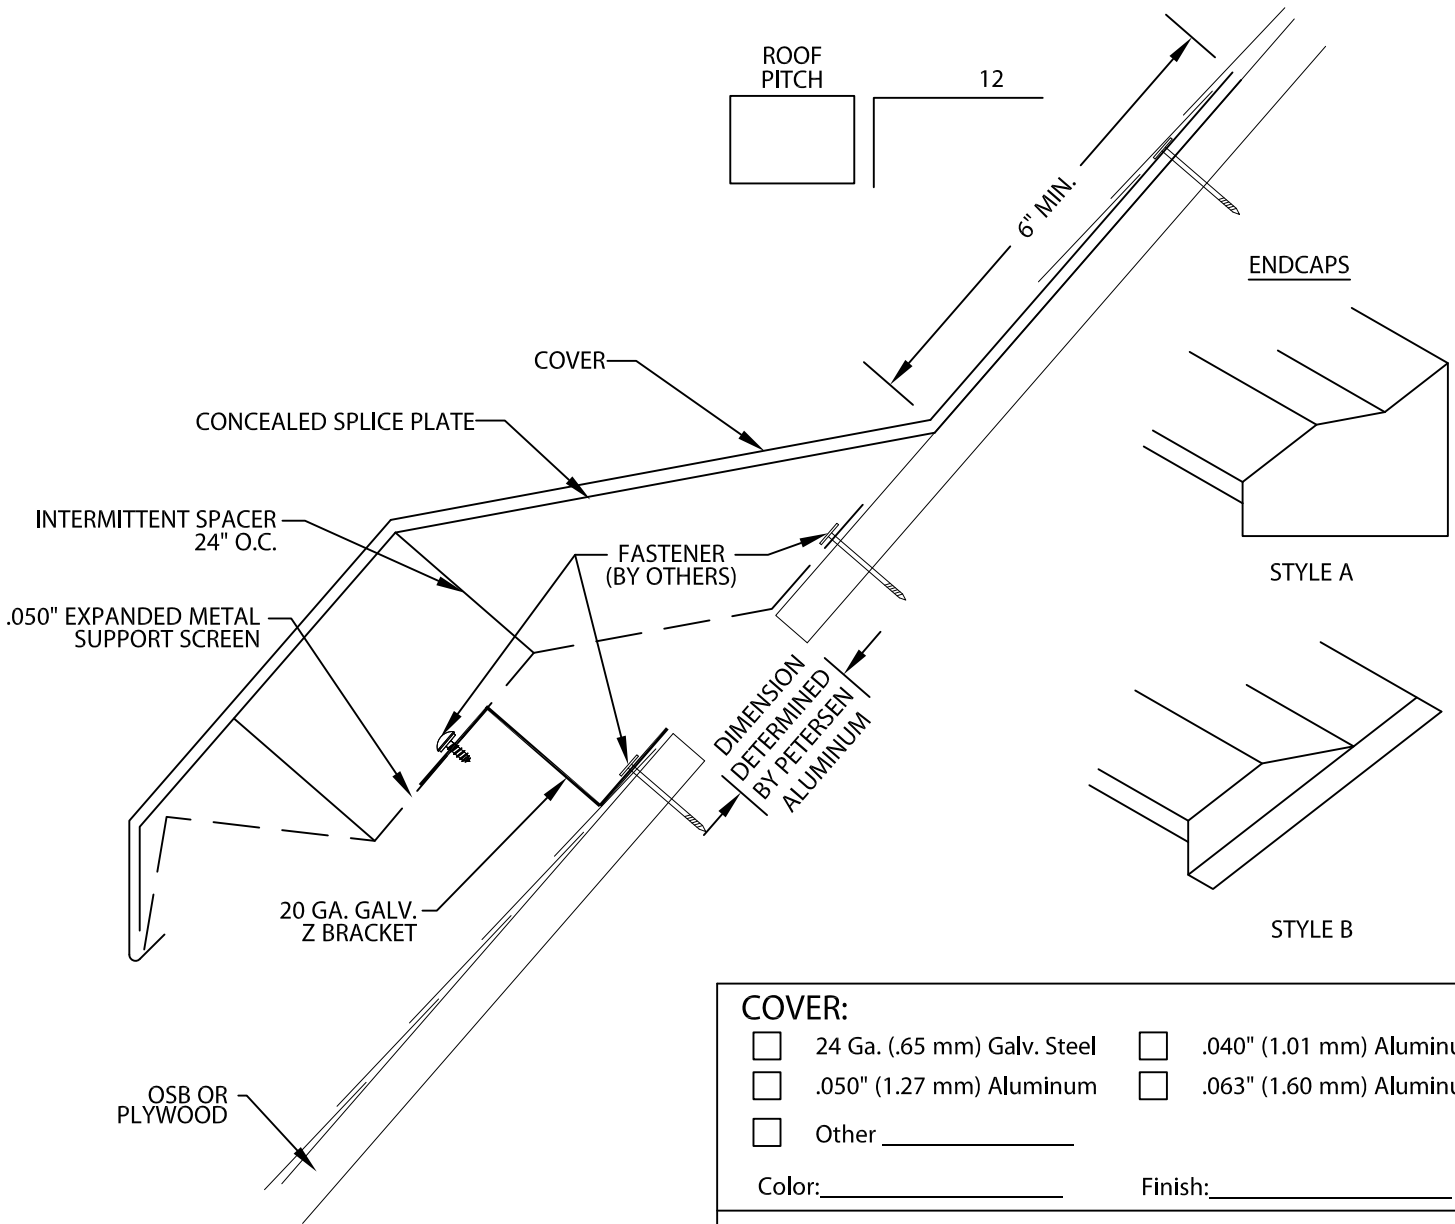 ROOF
PITCH
12
6" MIN.
ENDCAPS
COVER
CONCEALED SPLICE PLATE
INTERMITTENT SPACER
24" O.C.
FASTENER
(BY OTHERS)
STYLE A
.050" EXPANDED METAL
SUPPORT SCREEN
DIMENSION
DETERMINED
BY PETERSEN
ALUMINUM
20 GA. GALV.
Z BRACKET
STYLE B
OSB OR
PLYWOOD
COVER:
24 Ga. (.65 mm) Galv. Steel
.040" (1.01 mm) Aluminu
.050" (1.27 mm) Aluminum
.063" (1.60 mm) Aluminu
Other
Color:
Finish: